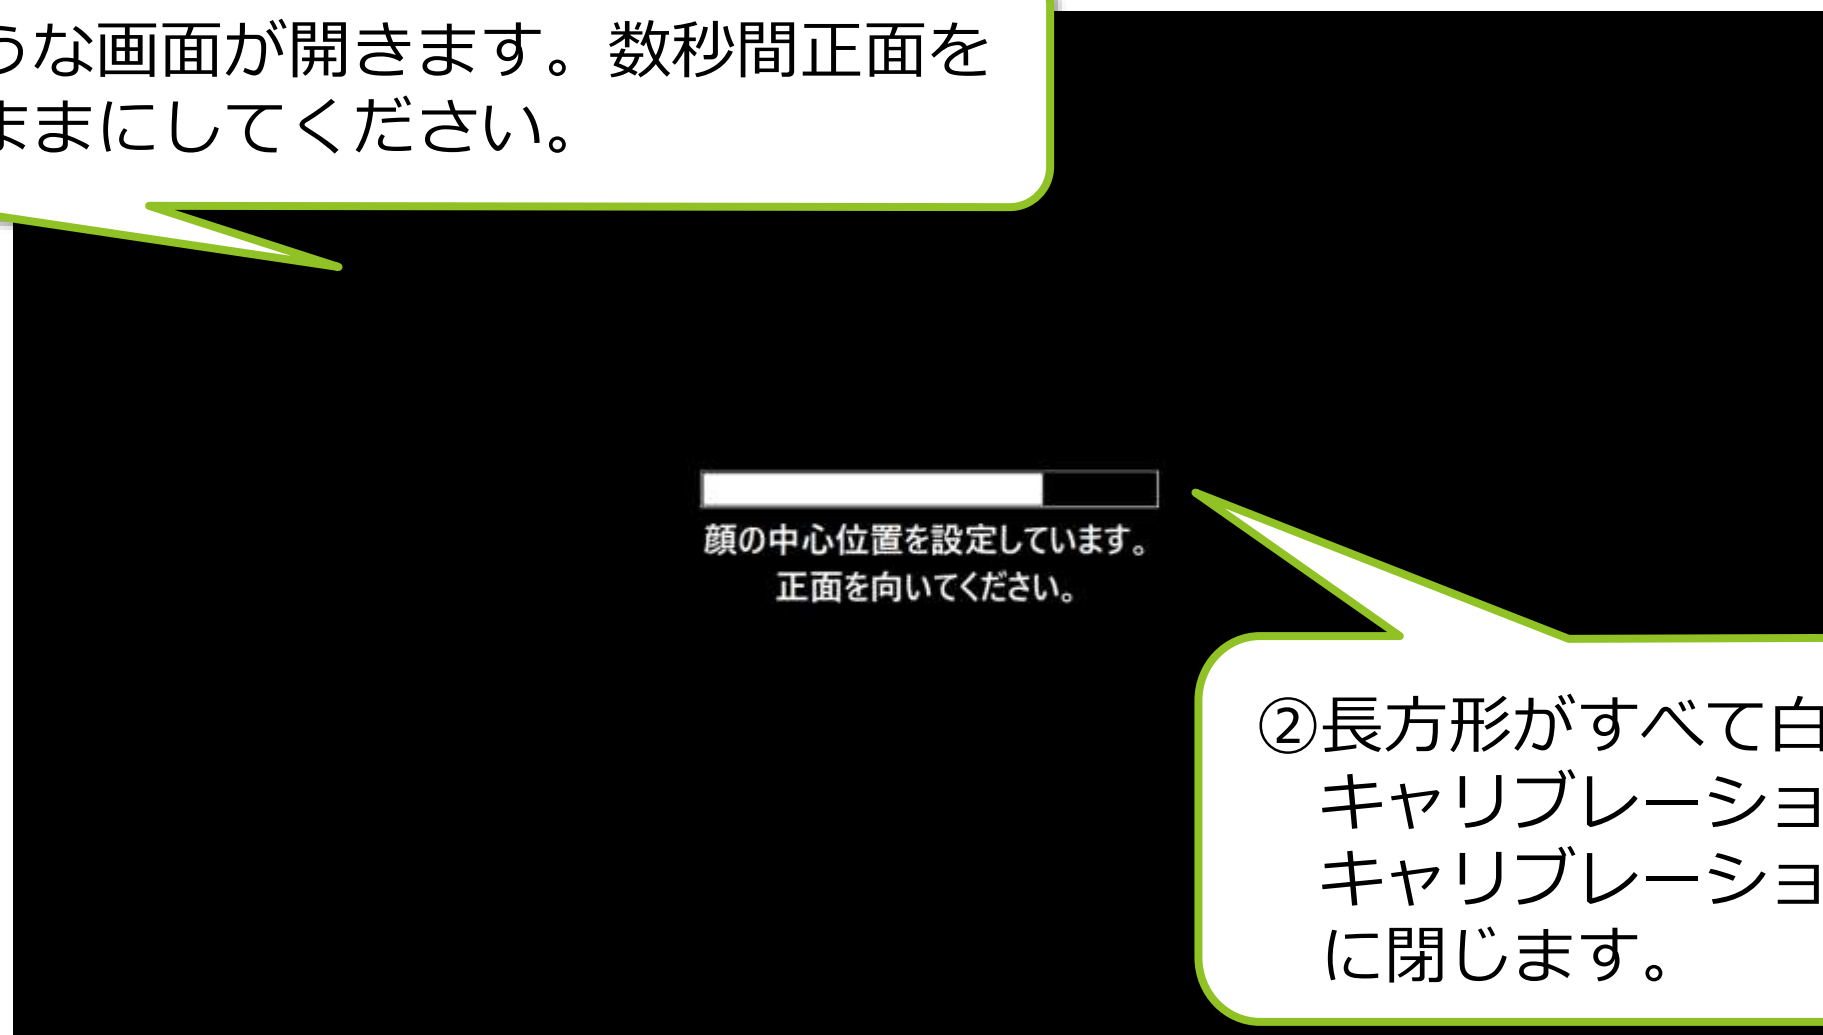 うな画面が開きます。数秒間正面を
ままにしてください。
顔の中心位置を設定しています。
正面を向いてください。
②長方形がすべて白
キャリブレーショ
キャリブレーショ
に閉じます。